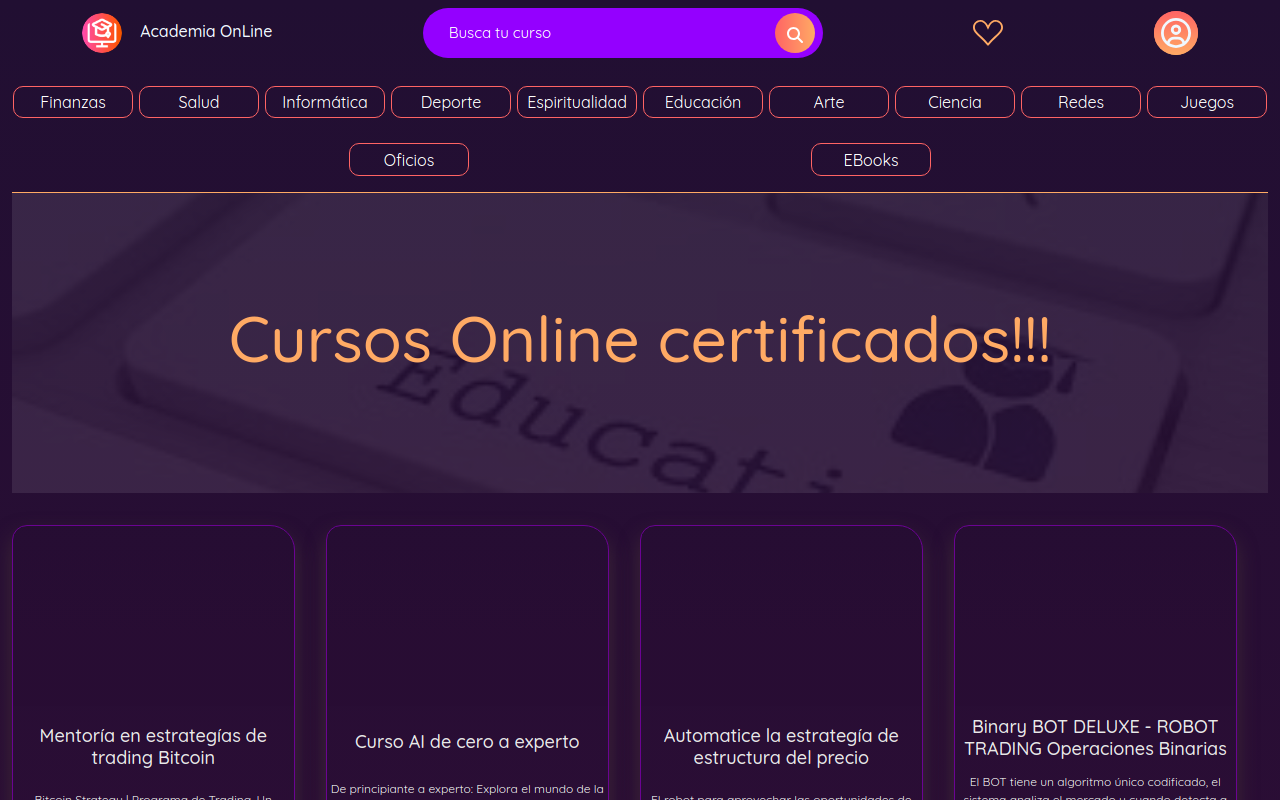 Academia OnLine
Busca tu curso
Finanzas
Salud
Informática
Deporte
Espiritualidad
Educación
Arte
Ciencia
Redes
Juegos
Oficios
EBooks
Cursos Online certificados!!!
Educati
Mentoría en estrategías de
trading Bitcoin
Bitcoin Strategy | Programa de Trading. Un
Curso AI de cero a experto
De principiante a experto: Explora el mundo de la
Automatice la estrategía de
estructura del precio
El robot para aprovechar las oportunidades de
Binary BOT DELUXE - ROBOT
TRADING Operaciones Binarias
El BOT tiene un algoritmo único codificado, el
sistema analiza el mercado y cuando detecta a